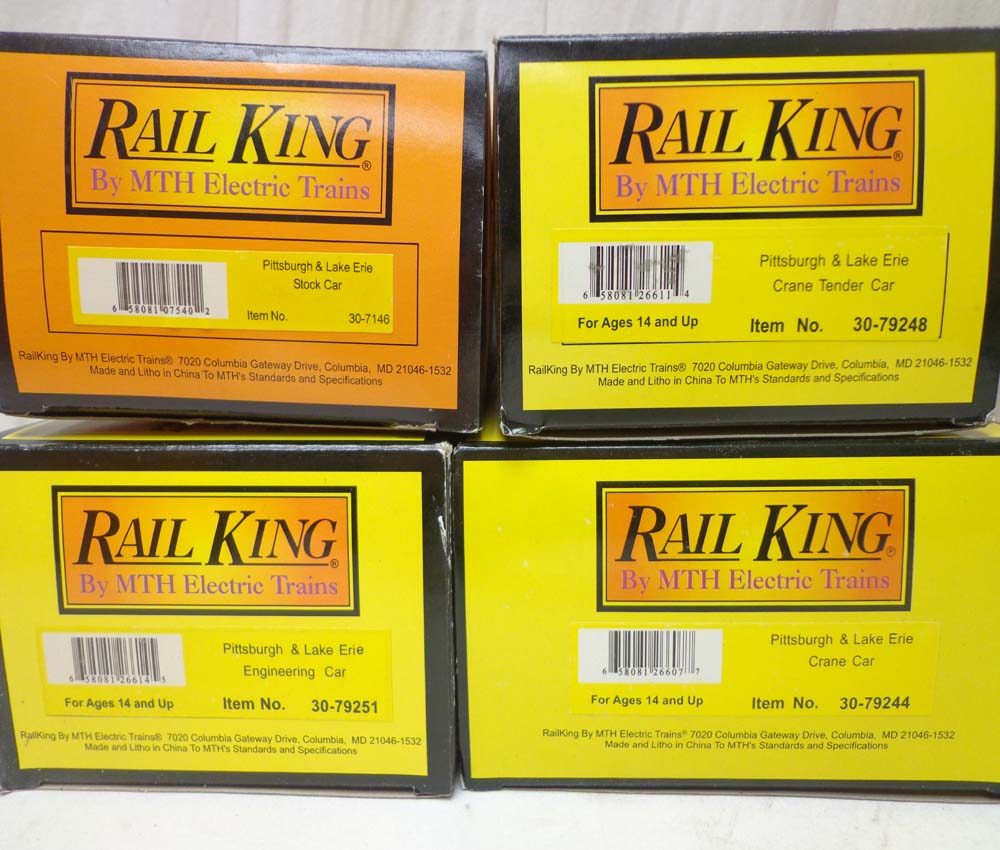 RAIL KING®
By MTH Electric Trains
Pittsburgh & Lake Erie
Stock Car
6 58081 07540 2
Item No. 30-7146
RailKing By MTH Electric Trains® 7020 Columbia Gateway Drive, Columbia, MD 21046-1532
Made and Litho in China To MTH's Standards and Specifications
RAIL KING®
By MTH Electric Trains
Pittsburgh & Lake Erie
Crane Tender Car
6 58081 26611 4
For Ages 14 and Up Item No. 30-79248
RailKing By MTH Electric Trains® 7020 Columbia Gateway Drive, Columbia, MD 21046-1532
Made and Litho in China To MTH's Standards and Specifications
RAIL KING®
By MTH Electric Trains
Pittsburgh & Lake Erie
Engineering Car
6 58081 26614 5
For Ages 14 and Up Item No. 30-79251
RailKing By MTH Electric Trains® 7020 Columbia Gateway Drive, Columbia, MD 21046-1532
Made and Litho in China To MTH's Standards and Specifications
RAIL KING®
By MTH Electric Trains
Pittsburgh & Lake Erie
Crane Car
6 58081 26607 7
For Ages 14 and Up Item No. 30-79244
RailKing By MTH Electric Trains® 7020 Columbia Gateway Drive, Columbia, MD 21046-1532
Made and Litho in China To MTH's Standards and Specifications